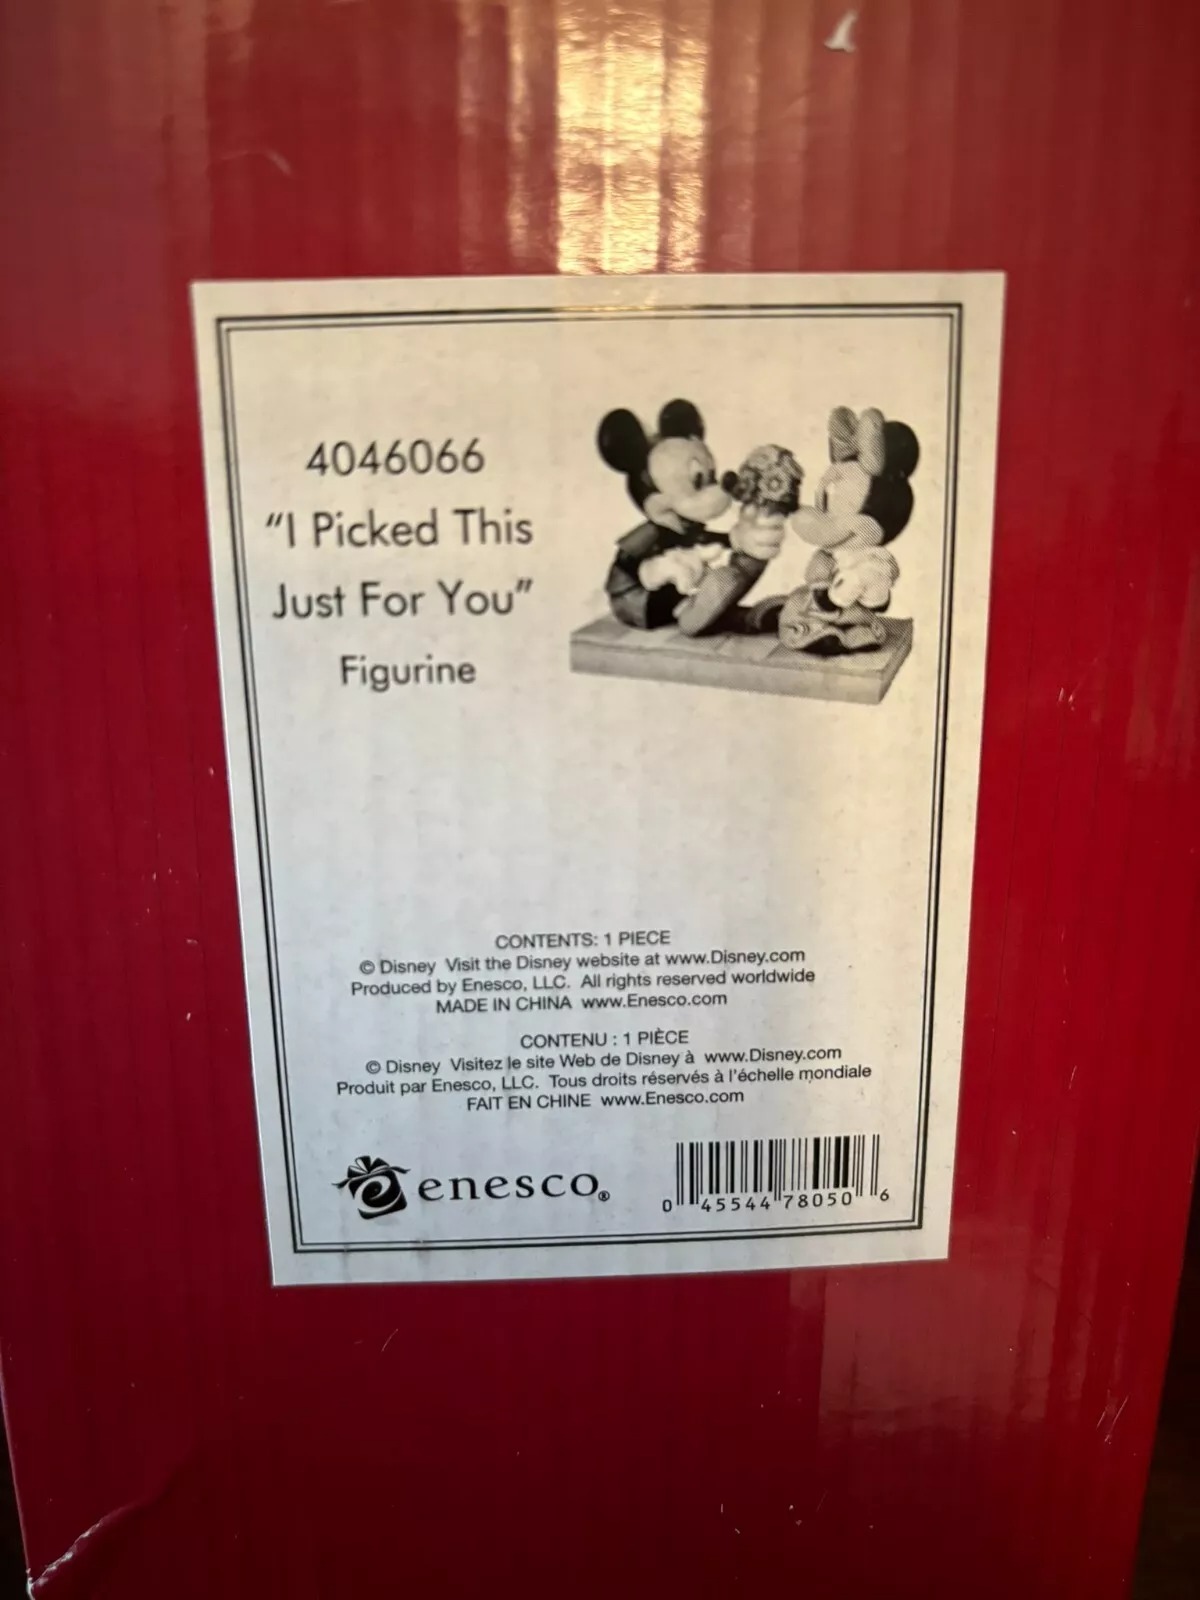 4046066
“I Picked This
Just For You”
Figurine
CONTENTS: 1 PIECE
© Disney Visit the Disney website at www.Disney.com
Produced by Enesco, LLC. All rights reserved worldwide
MADE IN CHINA www.Enesco.com
CONTENU : 1 PIÈCE
© Disney Visitez le site Web de Disney à www.Disney.com
Produit par Enesco, LLC. Tous droits réservés à l'échelle mondiale
FAIT EN CHINE www.Enesco.com
enesco®
0 45544 78050 6